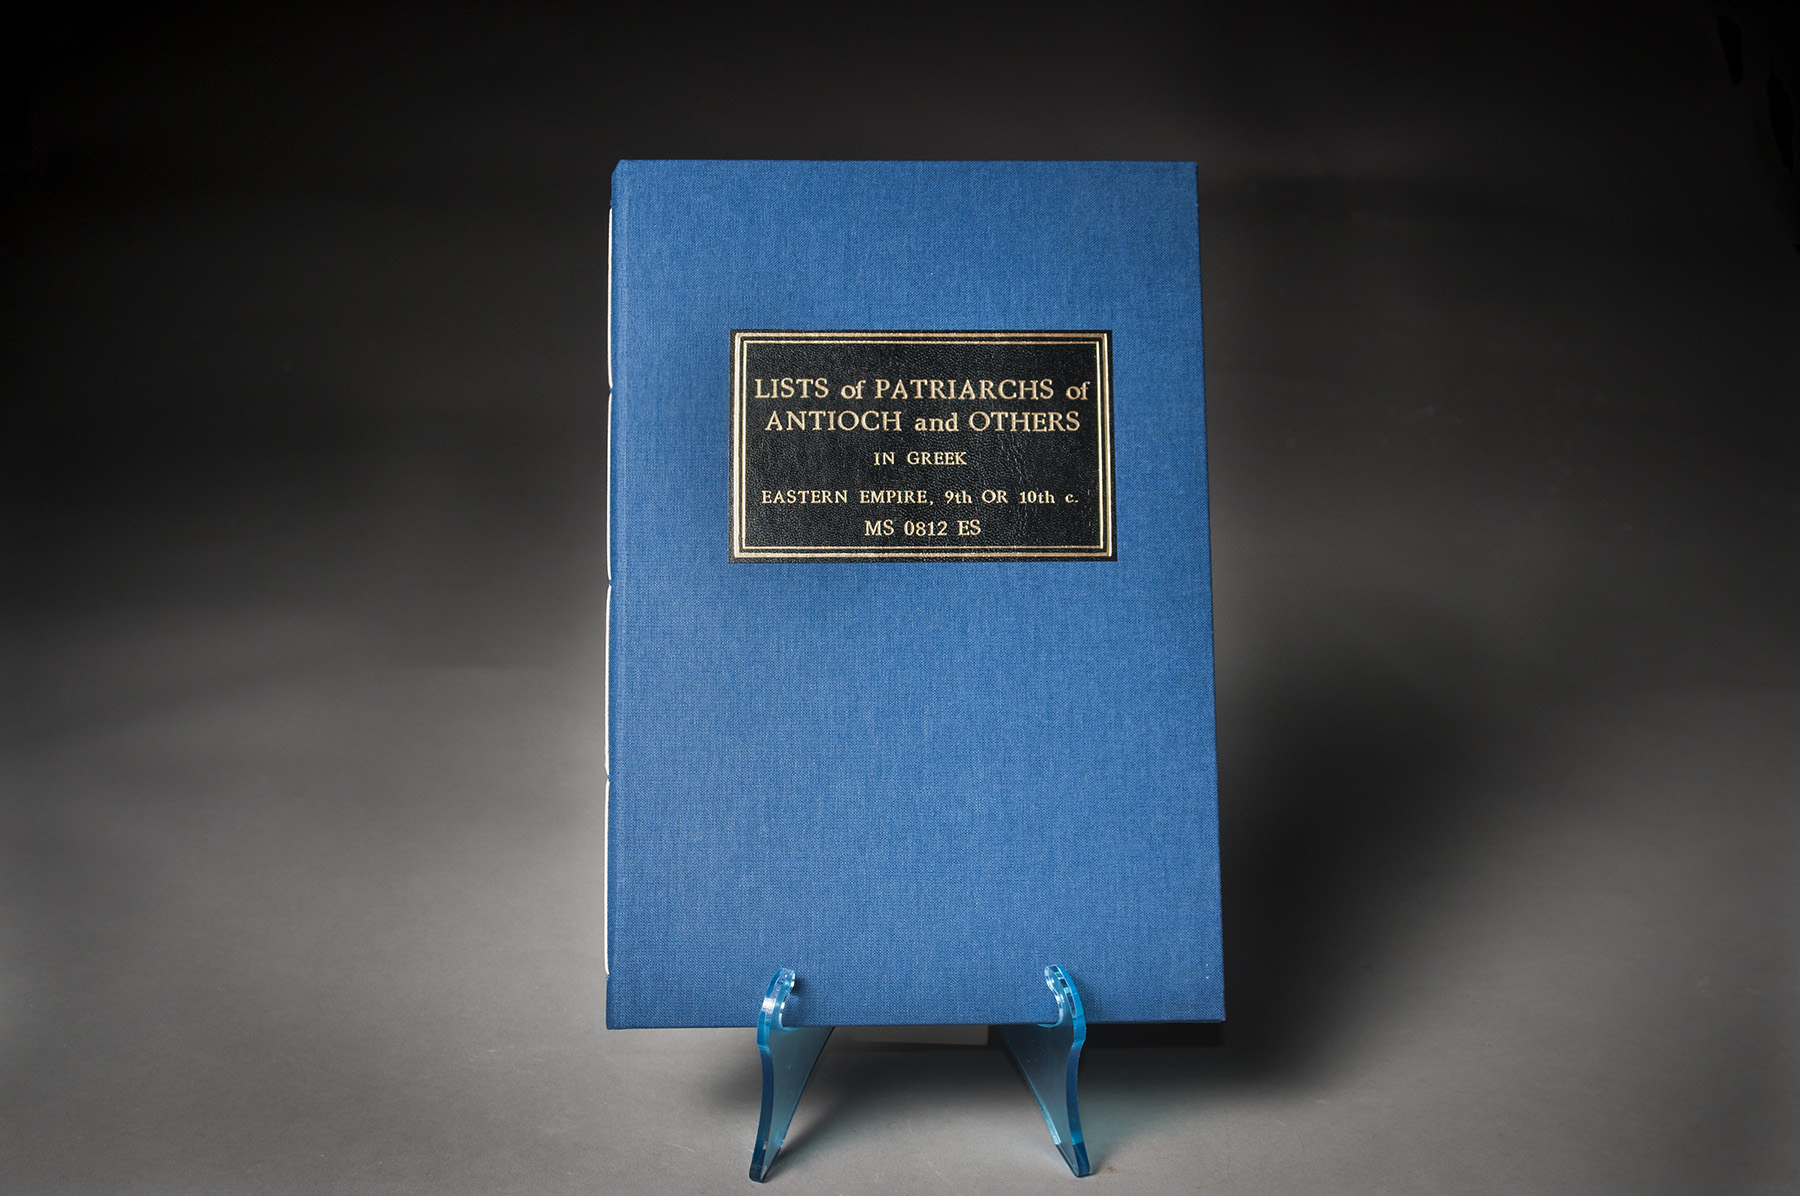 LISTS of PATRIARCHS of
ANTIOCH and OTHERS
IN GREEK
EASTERN EMPIRE, 9th OR 10th c.
MS 0812 ES